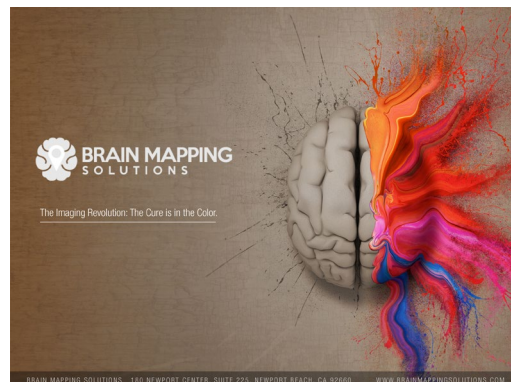 BRAIN MAPPING
SOLUTIONS
The Imaging Revolution: The Cure is in the Color.
BRAIN MAPPING SOLUTIONS 180 NEWPORT CENTER, SUITE 225, NEWPORT BEACH, CA 92660 WWW.BRAINMAPPINGSOLUTIONS.COM